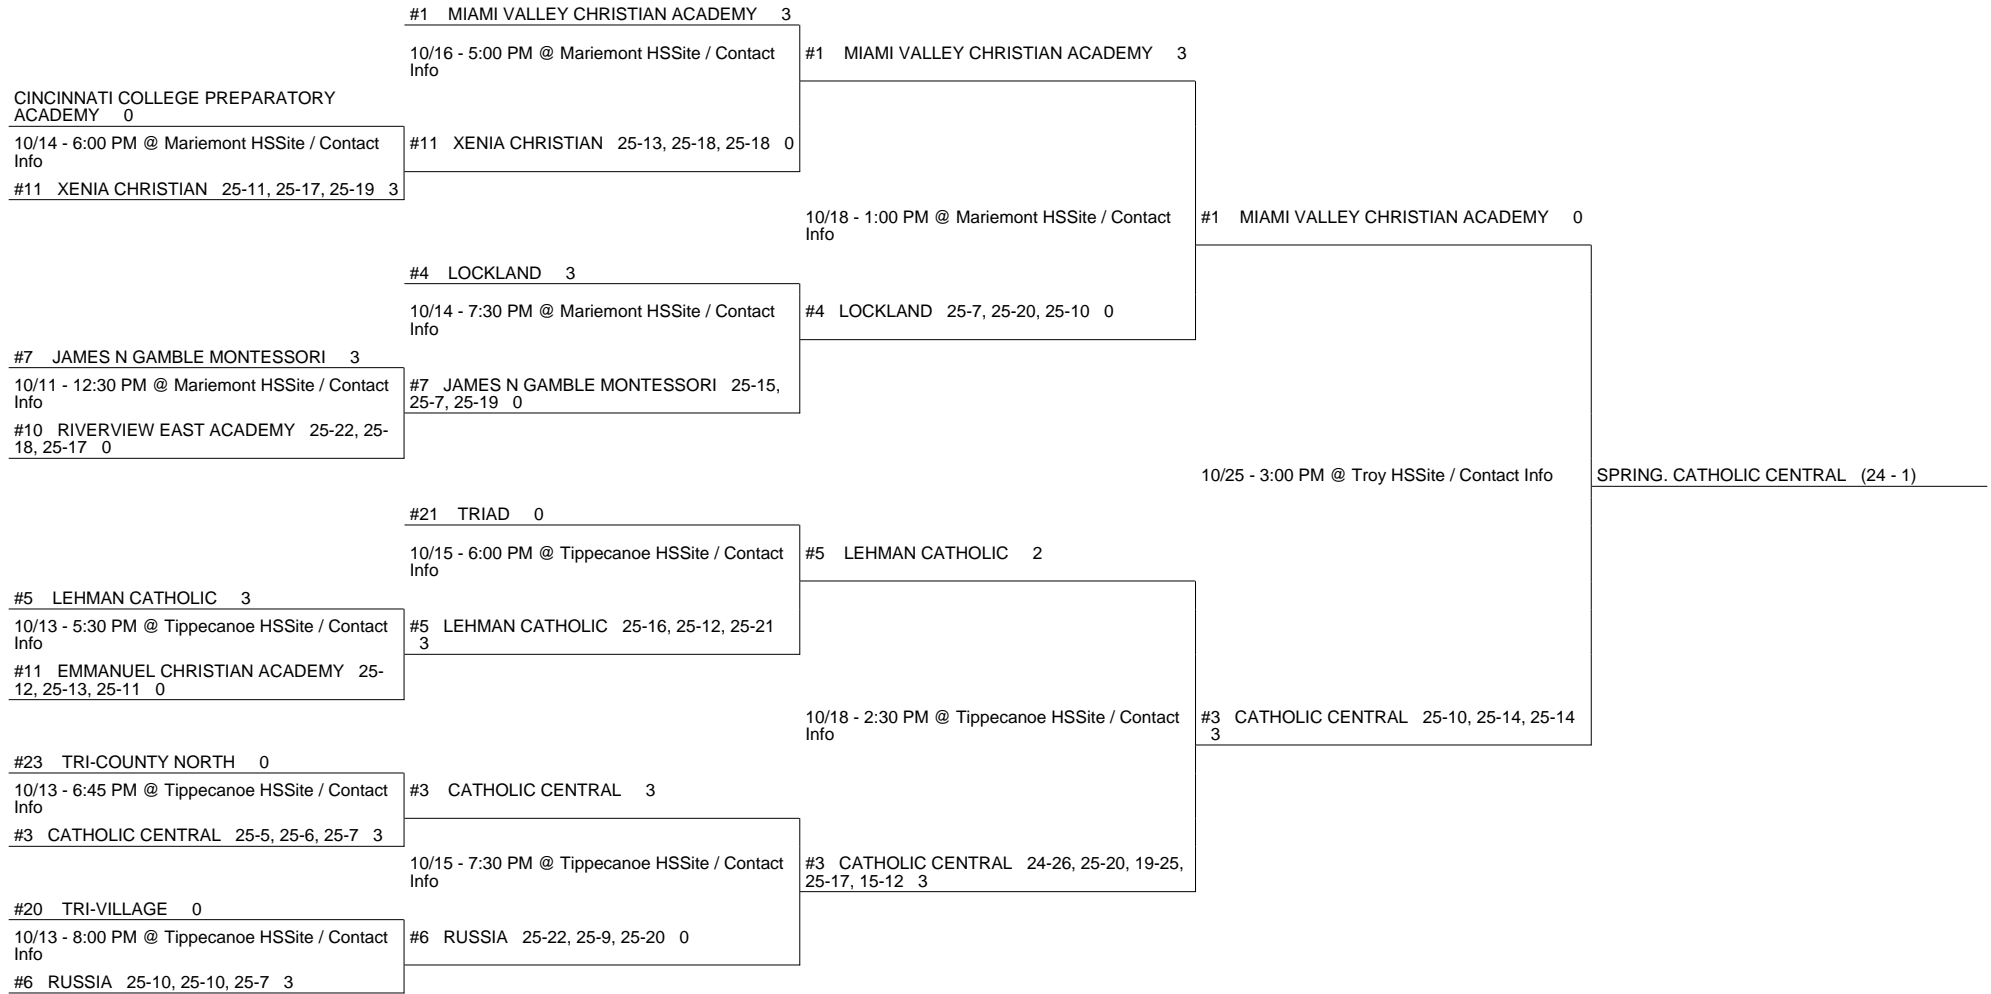 #1 MIAMI VALLEY CHRISTIAN ACADEMY 3
10/16 - 5:00 PM @ Mariemont HSSite / Contact
Info
#1 MIAMI VALLEY CHRISTIAN ACADEMY 3
CINCINNATI COLLEGE PREPARATORY
ACADEMY 0
10/14 - 6:00 PM @ Mariemont HSSite / Contact
Info
#11 XENIA CHRISTIAN 25-13, 25-18, 25-18 0
#11 XENIA CHRISTIAN 25-11, 25-17, 25-19 3
10/18 - 1:00 PM @ Mariemont HSSite / Contact
Info
#1 MIAMI VALLEY CHRISTIAN ACADEMY 0
#4 LOCKLAND 3
10/14 - 7:30 PM @ Mariemont HSSite / Contact
Info
#4 LOCKLAND 25-7, 25-20, 25-10 0
#7 JAMES N GAMBLE MONTESSORI 3
10/11 - 12:30 PM @ Mariemont HSSite / Contact
Info
#7 JAMES N GAMBLE MONTESSORI 25-15,
25-7, 25-19 0
#10 RIVERVIEW EAST ACADEMY 25-22, 25-
18, 25-17 0
10/25 - 3:00 PM @ Troy HSSite / Contact Info
SPRING. CATHOLIC CENTRAL (24 - 1)
#21 TRIAD 0
10/15 - 6:00 PM @ Tippecanoe HSSite / Contact
Info
#5 LEHMAN CATHOLIC 2
#5 LEHMAN CATHOLIC 3
10/13 - 5:30 PM @ Tippecanoe HSSite / Contact
Info
#5 LEHMAN CATHOLIC 25-16, 25-12, 25-21
3
#11 EMMANUEL CHRISTIAN ACADEMY 25-
12, 25-13, 25-11 0
10/18 - 2:30 PM @ Tippecanoe HSSite / Contact
Info
#3 CATHOLIC CENTRAL 25-10, 25-14, 25-14
3
#23 TRI-COUNTY NORTH 0
10/13 - 6:45 PM @ Tippecanoe HSSite / Contact
Info
#3 CATHOLIC CENTRAL 3
#3 CATHOLIC CENTRAL 25-5, 25-6, 25-7 3
10/15 - 7:30 PM @ Tippecanoe HSSite / Contact
Info
#3 CATHOLIC CENTRAL 24-26, 25-20, 19-25,
25-17, 15-12 3
#20 TRI-VILLAGE 0
10/13 - 8:00 PM @ Tippecanoe HSSite / Contact
Info
#6 RUSSIA 25-22, 25-9, 25-20 0
#6 RUSSIA 25-10, 25-10, 25-7 3